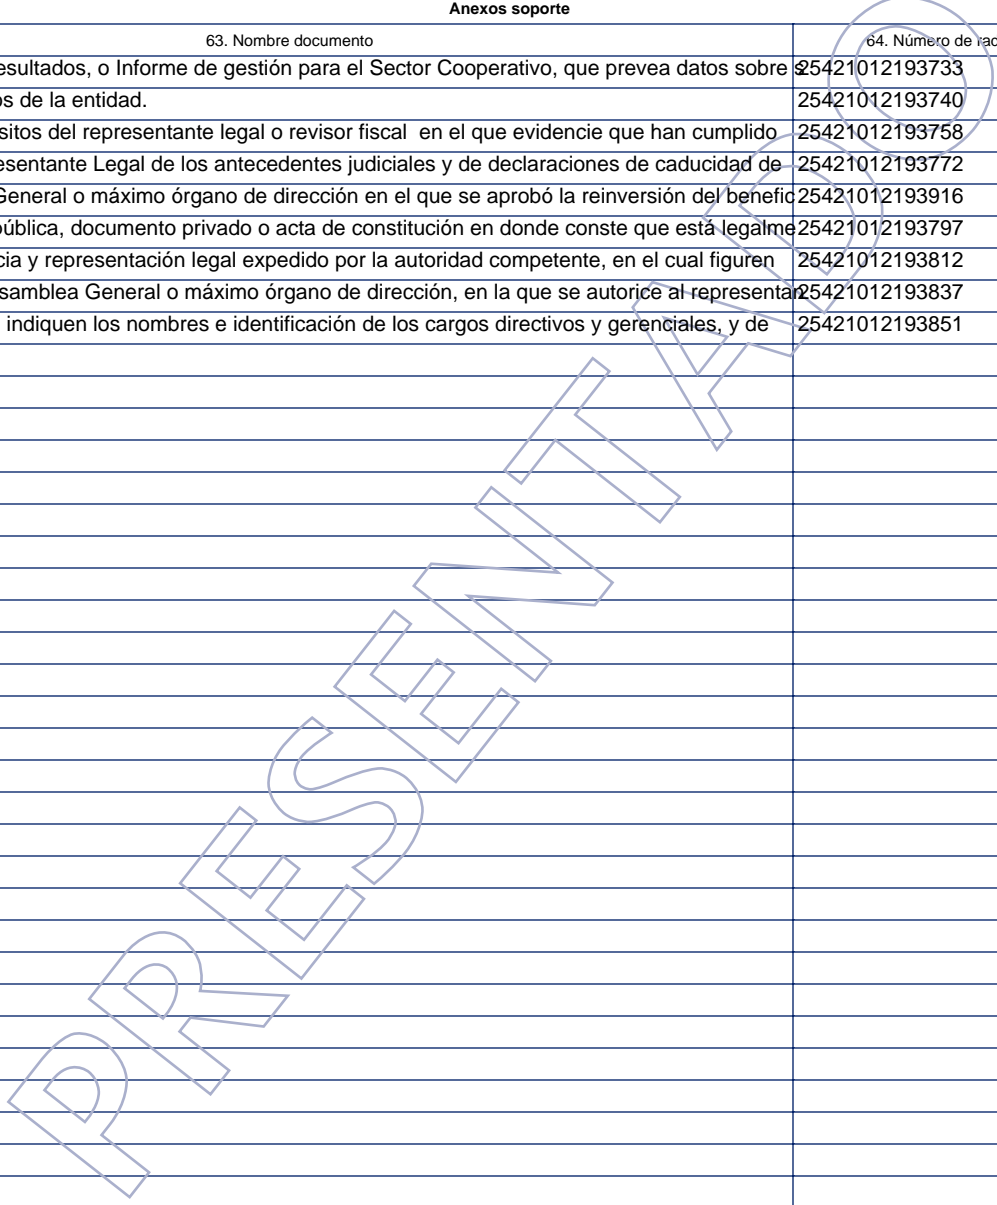 Anexos soporte
63. Nombre documento 64. Número de rad
esultados, o Informe de gestión para el Sector Cooperativo, que prevea datos sobre s 25421012193733
os de la entidad. 25421012193740
sitos del representante legal o revisor fiscal en el que evidencie que han cumplido 25421012193758
esentante Legal de los antecedentes judiciales y de declaraciones de caducidad de 25421012193772
General o máximo órgano de dirección en el que se aprobó la reinversión del benefic 25421012193916
pública, documento privado o acta de constitución en donde conste que está legalme 25421012193797
cia y representación legal expedido por la autoridad competente, en el cual figuren 25421012193812
samblea General o máximo órgano de dirección, en la que se autorice al representan 25421012193837
indiquen los nombres e identificación de los cargos directivos y gerenciales, y de 25421012193851
PRESENTADO